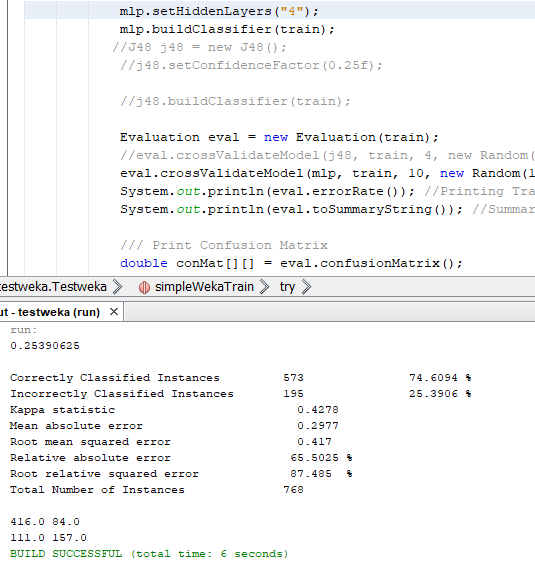 mlp.setHiddenLayers("4");
mlp.buildClassifier(train);
//J48 j48 = new J48();
//j48.setConfidenceFactor(0.25f);
//j48.buildClassifier(train);
Evaluation eval = new Evaluation(train);
//eval.crossValidateModel(j48, train, 4, new Random(
eval.crossValidateModel(mlp, train, 10, new Random(1
System.out.println(eval.errorRate()); //Printing Tra
System.out.println(eval.toSummaryString()); //Summar
/// Print Confusion Matrix
double conMat[][] = eval.confusionMatrix();
testweka.Testweka simpleWekaTrain try
ut - testweka (run) ×
run:
0.25390625
Correctly Classified Instances 573 74.6094 %
Incorrectly Classified Instances 195 25.3906 %
Kappa statistic 0.4278
Mean absolute error 0.2977
Root mean squared error 0.417
Relative absolute error 65.5025 %
Root relative squared error 87.485 %
Total Number of Instances 768
416.0 84.0
111.0 157.0
BUILD SUCCESSFUL (total time: 6 seconds)